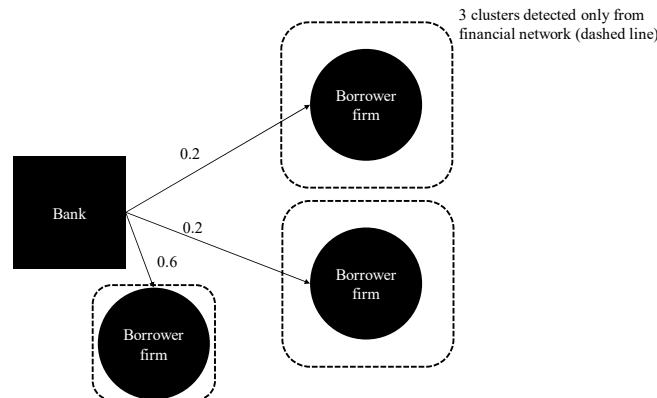 3 clusters detected only from
financial network (dashed line)
Borrower
firm
0.2
Bank
0.2
0.6
Borrower
firm
Borrower
firm